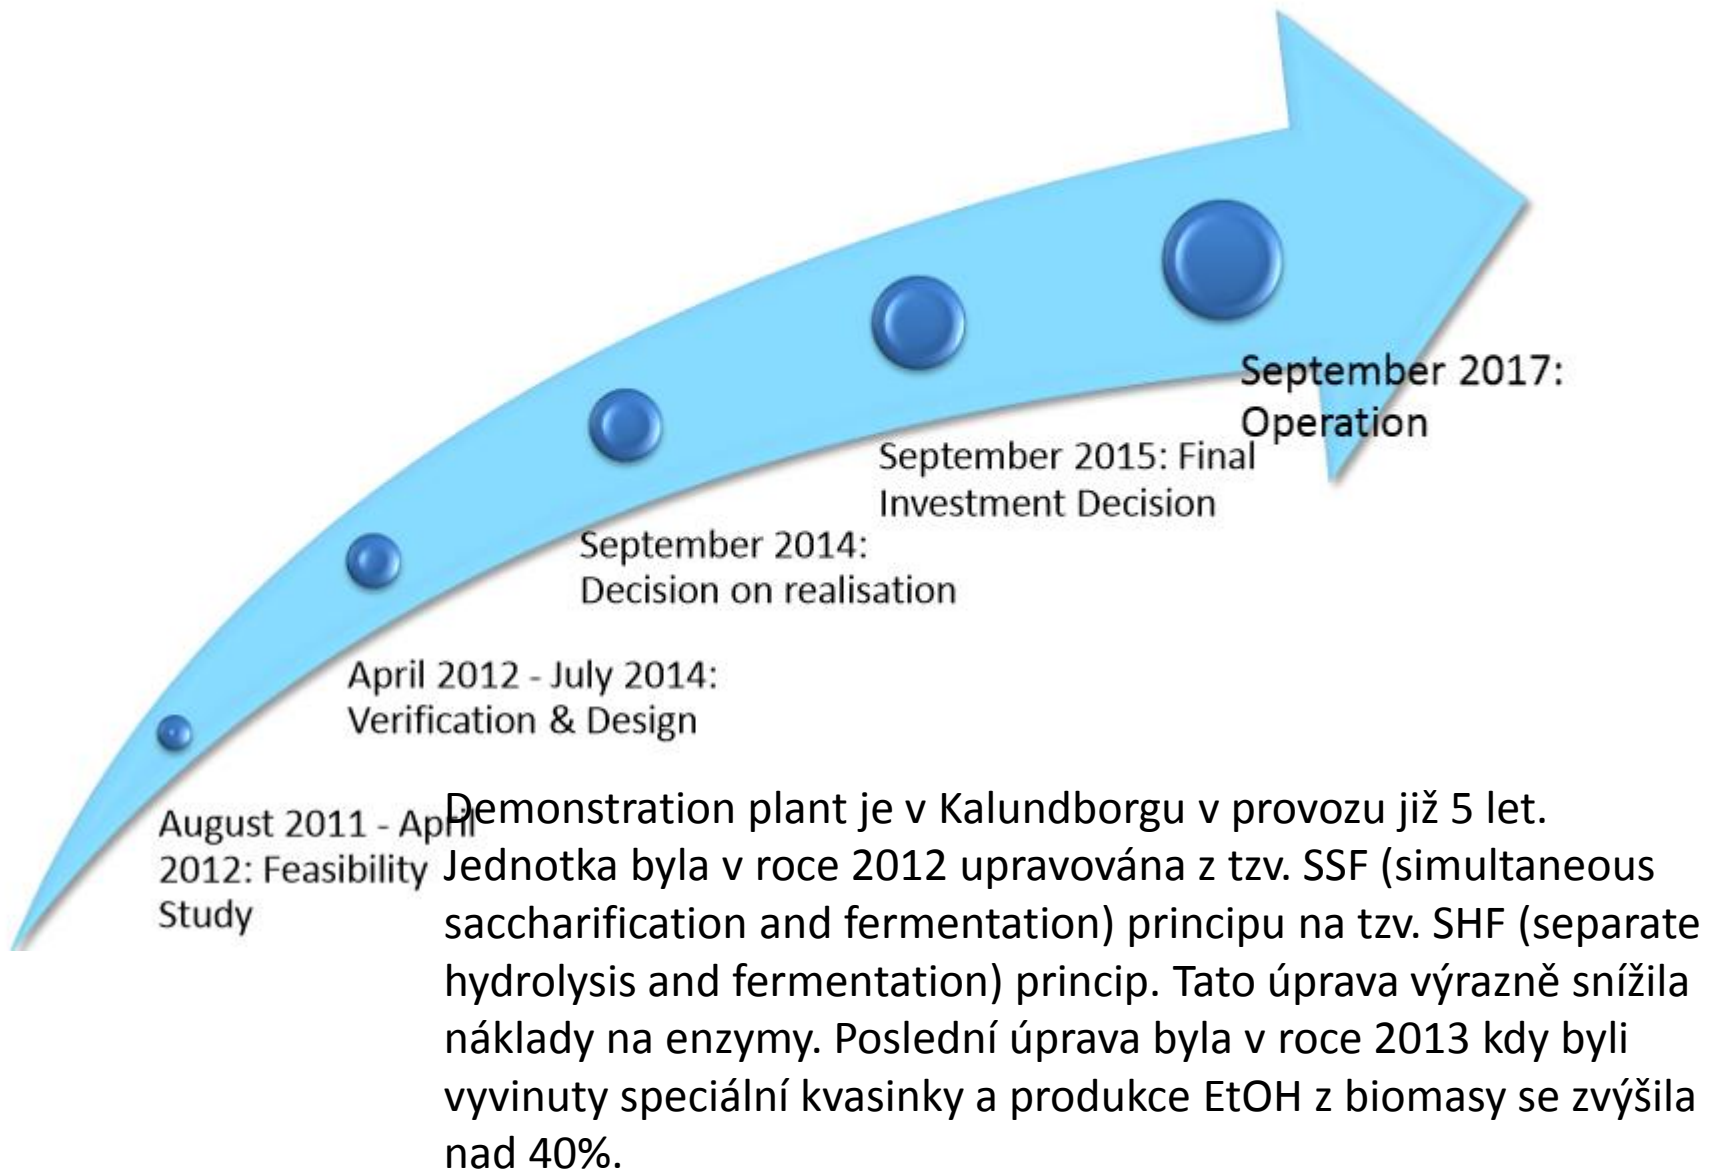 September 2017:
Operation
September 2015: Final
Investment Decision
September 2014:
Decision on realisation
April 2012 - July 2014:
Verification & Design
August 2011 - April
2012: Feasibility
Study
Demonstration plant je v Kalundborgu v provozu již 5 let.
Jednotka byla v roce 2012 upravována z tzv. SSF (simultaneous
saccharification and fermentation) principu na tzv. SHF (separate
hydrolysis and fermentation) princip. Tato úprava výrazně snížila
náklady na enzymy. Poslední úprava byla v roce 2013 kdy byli
vyvinuty speciální kvasinky a produkce EtOH z biomasy se zvýšila
nad 40%.